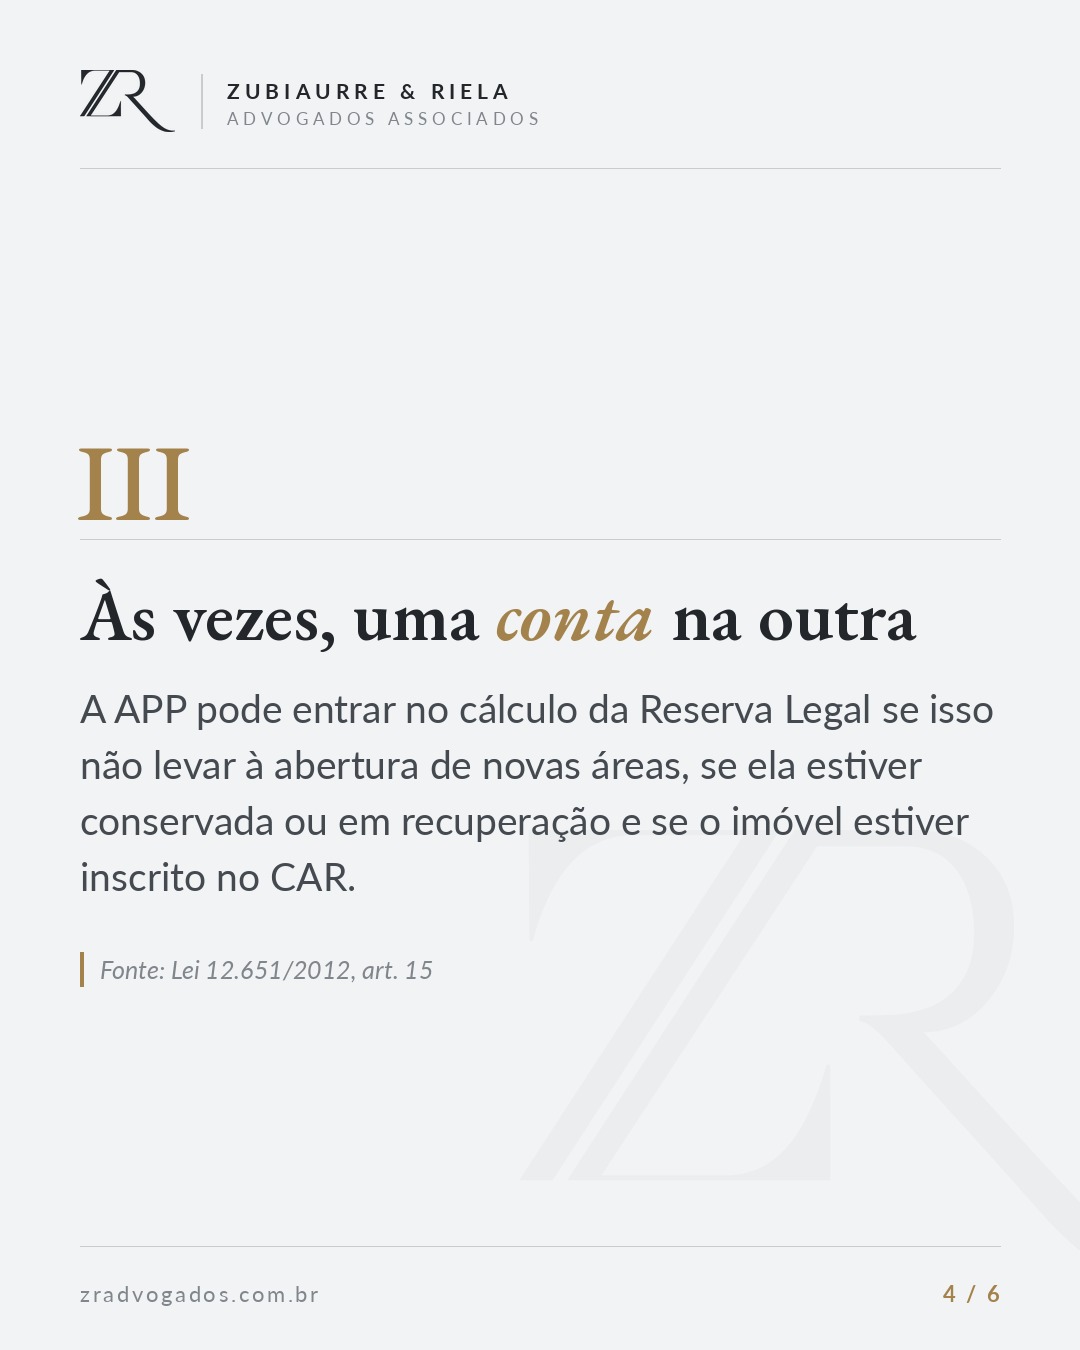 ZR
ZUBIAURRE & RIELA
ADVOGADOS ASSOCIADOS
III
Às vezes, uma conta na outra
A APP pode entrar no cálculo da Reserva Legal se isso
não levar à abertura de novas áreas, se ela estiver
conservada ou em recuperação e se o imóvel estiver
inscrito no CAR.
Fonte: Lei 12.651/2012, art. 15
ZR
zradvogados.com.br
4 / 6